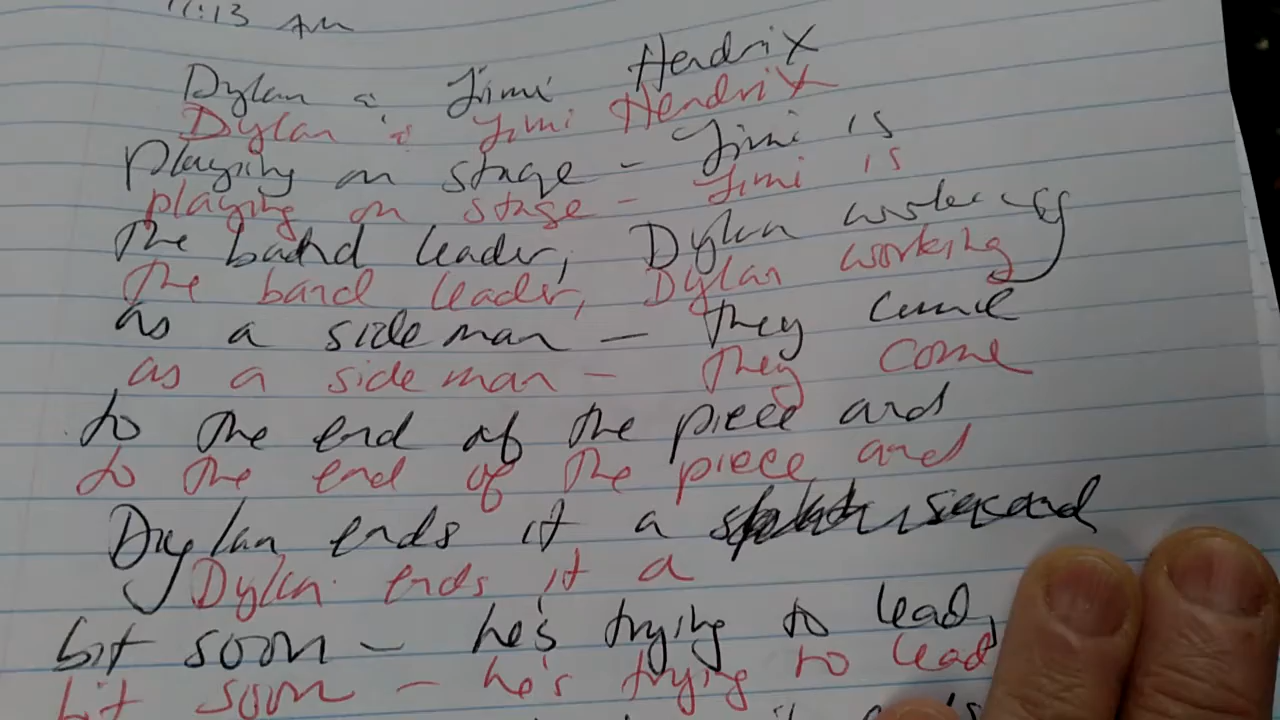 11:13 AM
Dylan & Jimi Hendrix
Dylan & Jimi Hendrix
playing on stage - Jimi is
playing on stage - Jimi is
the band leader, Dylan working
the band leader, Dylan working
as a side man - they come
as a side man - they come
to the end of the piece and
to the end of the piece and
Dylan ends it a second
Dylan ends it a
bit soon - he's trying to lead,
bit soon - he's trying to lead